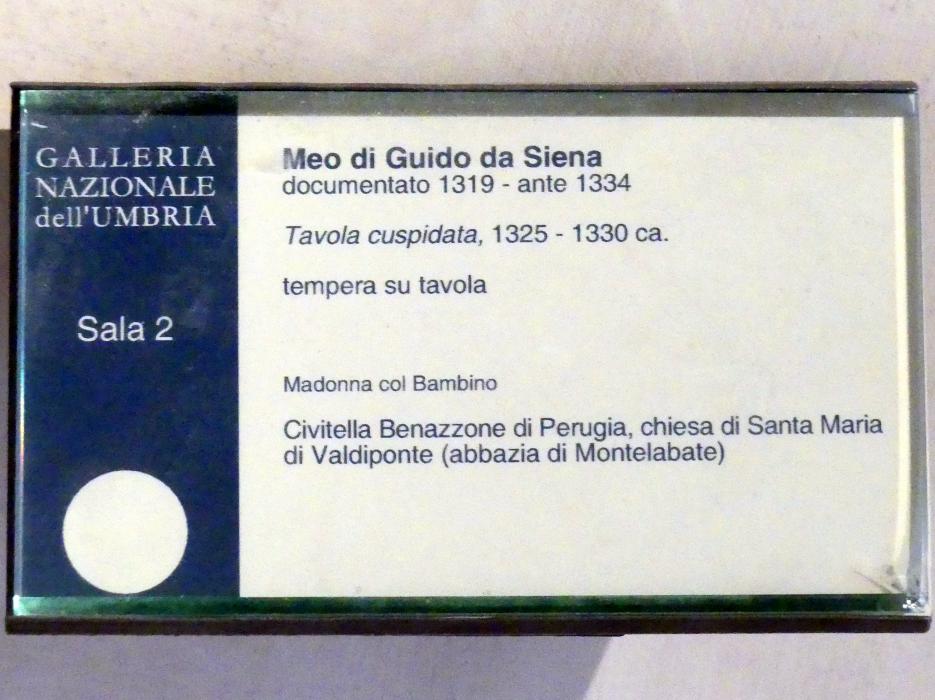 GALLERIA
NAZIONALE
dell'UMBRIA
Sala 2
Meo di Guido da Siena
documentato 1319 - ante 1334
Tavola cuspidata, 1325 - 1330 ca.
tempera su tavola
Madonna col Bambino
Civitella Benazzone di Perugia, chiesa di Santa Maria
di Valdiponte (abbazia di Montelabate)